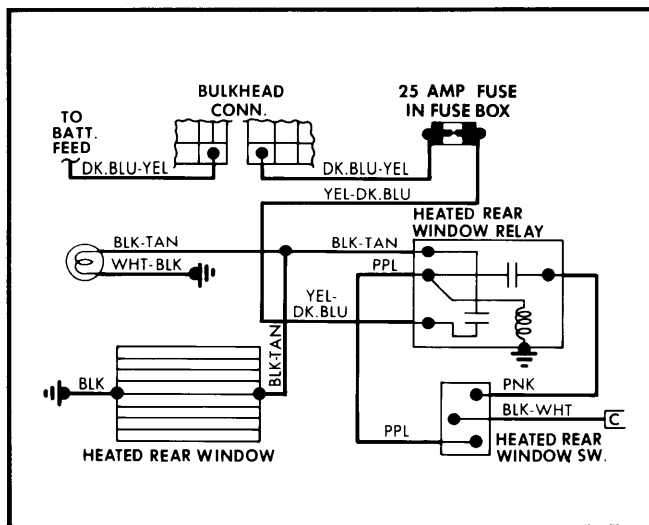 BULKHEAD
CONN.
25 AMP FUSE
IN FUSE BOX
TO
BATT.
FEED
DK.BLU-YEL
DK.BLU-YEL
YEL-DK.BLU
HEATED REAR
WINDOW RELAY
BLK-TAN
BLK-TAN
WHT-BLK
PPL
YEL-
DK.BLU
BLK-TAN
BLK
PNK
BLK-WHT
C
PPL
HEATED REAR
WINDOW SW.
HEATED REAR WINDOW